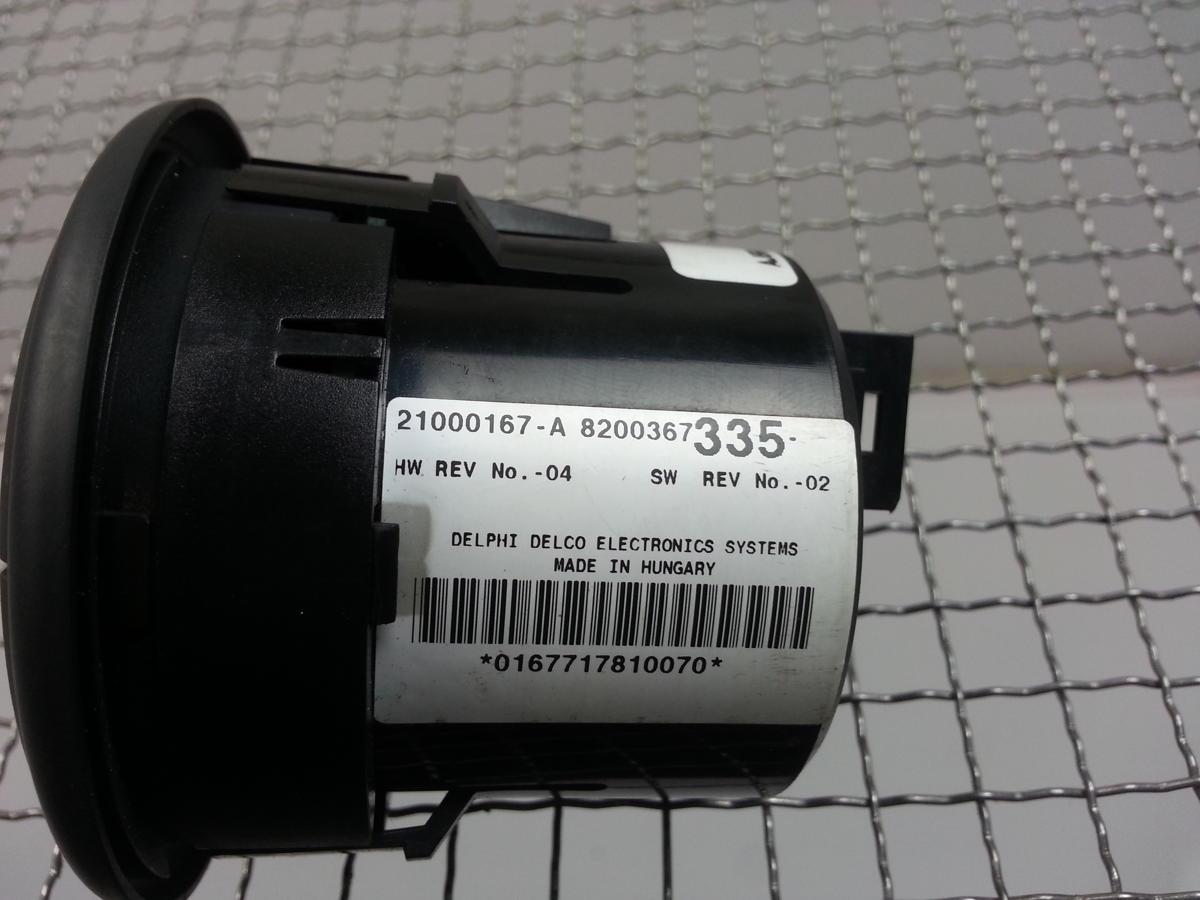 21000167-A 8200367335-
HW REV No.-04 SW REV No.-02
DELPHI DELCO ELECTRONICS SYSTEMS
MADE IN HUNGARY
*0167717810070*